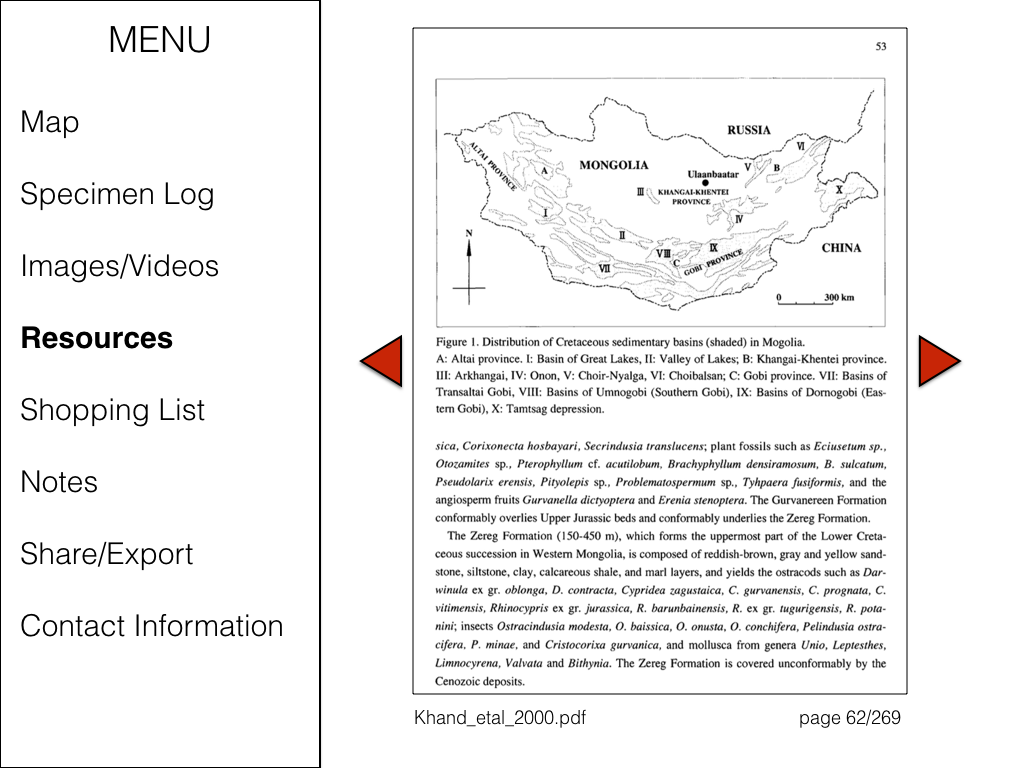 MENU
Map
Specimen Log
Images/Videos
Resources
Shopping List
Notes
Share/Export
Contact Information
53
RUSSIA
MONGOLIA
CHINA
ALTAI PROVINCE
Ulaanbaatar
KHANGAI-KHENTEI
PROVINCE
GOBI PROVINCE
A
I
II
III
IV
V
B
VI
VII
VIII
C
IX
X
N
0 300 km
Figure 1. Distribution of Cretaceous sedimentary basins (shaded) in Mogolia.
A: Altai province. I: Basin of Great Lakes, II: Valley of Lakes; B: Khangai-Khentei province.
III: Arkhangai, IV: Onon, V: Choir-Nyalga, VI: Choibalsan; C: Gobi province. VII: Basins of
Transaltai Gobi, VIII: Basins of Umnogobi (Southern Gobi), IX: Basins of Dornogobi (Eas-
tern Gobi), X: Tamtsag depression.
sica, Corixonecta hosbayari, Secrindusia translucens; plant fossils such as Eciusetum sp.,
Otozamites sp., Pterophyllum cf. acutilobum, Brachyphyllum densiramosum, B. sulcatum,
Pseudolarix erensis, Pityolepis sp., Problematospermum sp., Tyhpaera fusiformis, and the
angiosperm fruits Gurvanella dictyoptera and Erenia stenoptera. The Gurvanereen Formation
conformably overlies Upper Jurassic beds and conformably underlies the Zereg Formation.
The Zereg Formation (150-450 m), which forms the uppermost part of the Lower Creta-
ceous succession in Western Mongolia, is composed of reddish-brown, gray and yellow sand-
stone, siltstone, clay, calcareous shale, and marl layers, and yields the ostracods such as Dar-
winula ex gr. oblonga, D. contracta, Cypridea zagustaica, C. gurvanensis, C. prognata, C.
vitimensis, Rhinocypris ex gr. jurassica, R. barunbainensis, R. ex gr. tugurigensis, R. pota-
nini; insects Ostracindusia modesta, O. baissica, O. onusta, O. conchifera, Pelindusia ostra-
cifera, P. minae, and Cristocorixa gurvanica, and mollusca from genera Unio, Leptesthes,
Limnocyrena, Valvata and Bithynia. The Zereg Formation is covered unconformably by the
Cenozoic deposits.
Khand_etal_2000.pdf
page 62/269